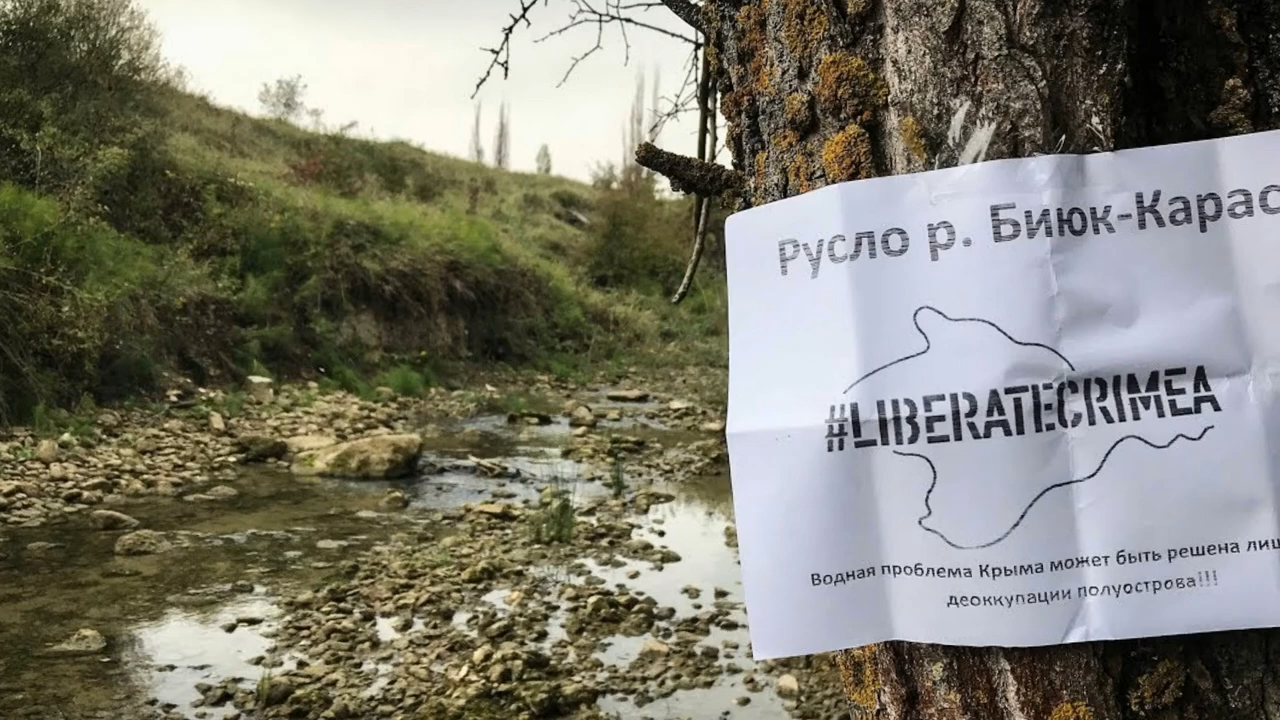 Русло р. Биюк-Карас
#LIBERATECRIMEA
Водная проблема Крыма может быть решена лиш
деоккупации полуострова!!!